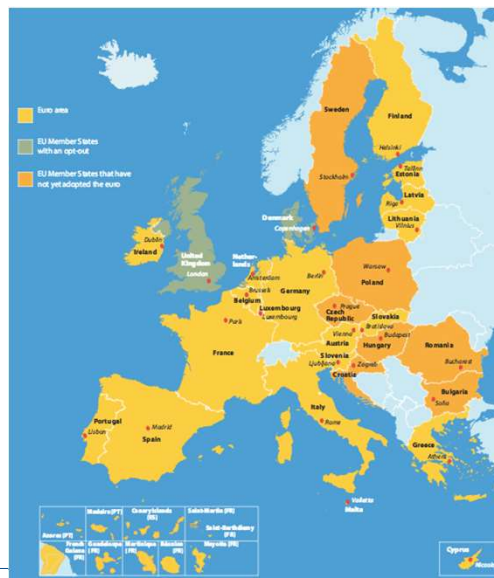 Euro area
EU Member States
with an opt-out
EU Member States that have
not yet adopted the euro
Sweden
Finland
Helsinki
Tallinn
Estonia
Stockholm
Latvia
Riga
Lithuania
Vilnius
Denmark
Copenhagen
Dublin
Ireland
United
Kingdom
London
Nether-
lands
Amsterdam
Berlin
Germany
Warsaw
Poland
Brussels
Belgium
Luxembourg
Luxembourg
Prague
Czech
Republic
Paris
Slovakia
Bratislava
Vienna
Austria
Budapest
Hungary
France
Slovenia
Ljubljana
Zagreb
Croatia
Romania
Bucharest
Bulgaria
Sofia
Italy
Rome
Portugal
Lisbon
Madrid
Spain
Greece
Athens
Valletta
Malta
Azores (PT)
Madeira (PT)
Canary Islands
(ES)
Saint-Martin (FR)
Saint-Barthélemy
(FR)
French
Guiana
(FR)
Guadeloupe
(FR)
Martinique
(FR)
Réunion
(FR)
Mayotte (FR)
Cyprus
Nicosia